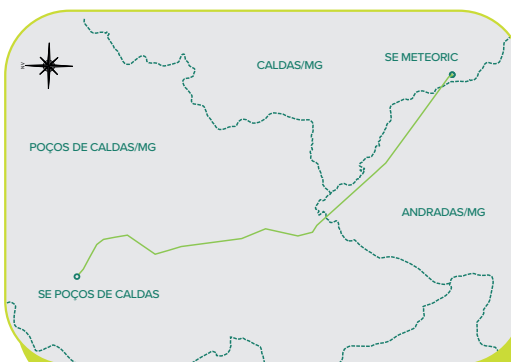 SE METEORIC
CALDAS/MG
POÇOS DE CALDAS/MG
ANDRADAS/MG
SE POÇOS DE CALDAS